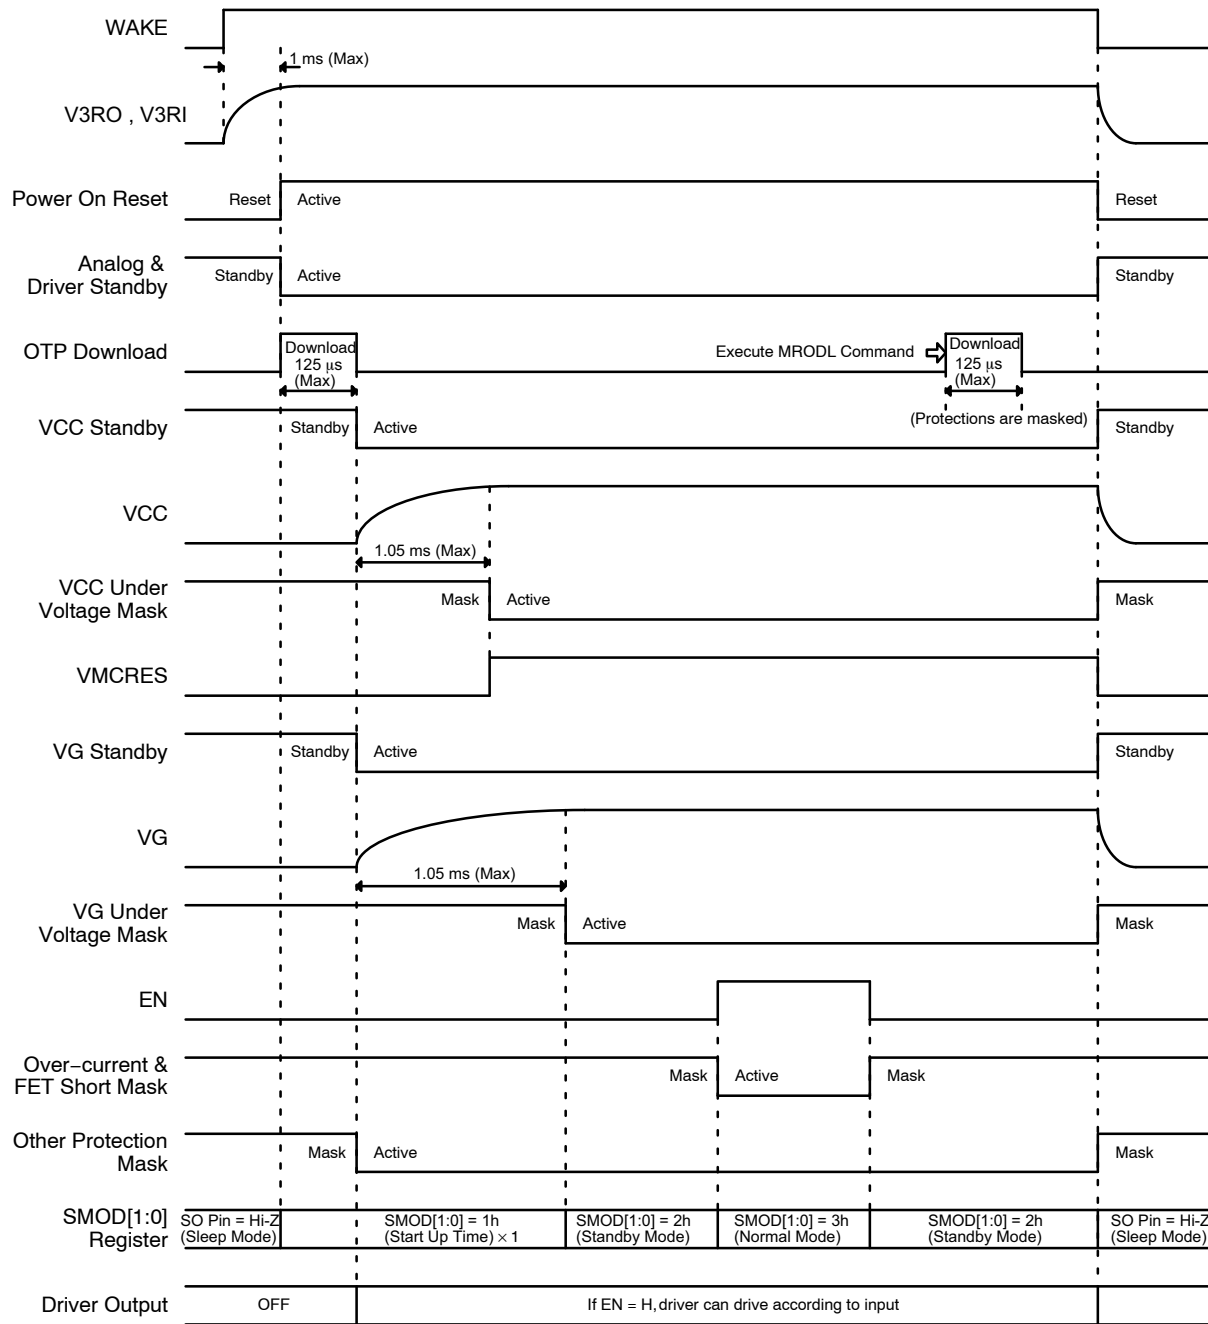 WAKE
1 ms (Max)
V3RO , V3RI
Power On Reset
Reset
Active
Reset
Analog &
Driver Standby
Standby
Active
Standby
OTP Download
Download
125 μs
(Max)
Execute MRODL Command
Download
125 μs
(Max)
(Protections are masked)
VCC Standby
Standby
Active
Standby
VCC
1.05 ms (Max)
VCC Under
Voltage Mask
Mask
Active
Mask
VMCRES
VG Standby
Standby
Active
Standby
VG
1.05 ms (Max)
VG Under
Voltage Mask
Mask
Active
Mask
EN
Over−current &
FET Short Mask
Mask
Active
Mask
Other Protection
Mask
Mask
Active
Mask
SMOD[1:0]
Register
SO Pin = Hi-Z
(Sleep Mode)
SMOD[1:0] = 1h
(Start Up Time) × 1
SMOD[1:0] = 2h
(Standby Mode)
SMOD[1:0] = 3h
(Normal Mode)
SMOD[1:0] = 2h
(Standby Mode)
SO Pin = Hi-Z
(Sleep Mode)
Driver Output
OFF
If EN = H, driver can drive according to input